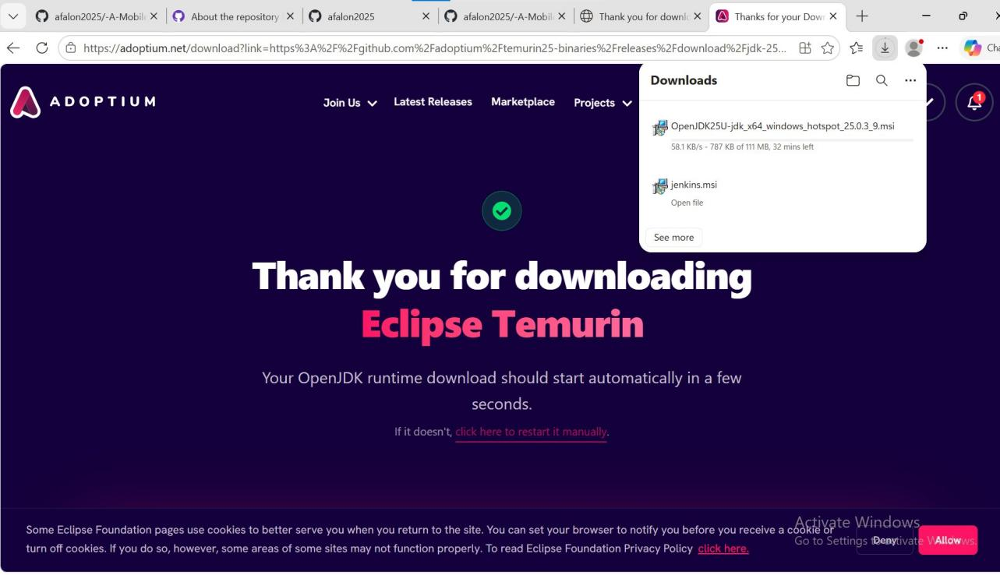 afalon2025/-A-Mobile
About the repository
afalon2025
afalon2025/-A-Mobile
Thank you for downlo
Thanks for your Down
https://adoptium.net/download?link=https%3A%2F%2Fgithub.com%2Fadoptium%2Ftemurin25-binaries%2Freleases%2Fdownload%2Fjdk-25...
Cha
ADOPTIUM
Join Us
Latest Releases
Marketplace
Projects
1
Downloads
OpenJDK25U-jdk_x64_windows_hotspot_25.0.3_9.msi
58.1 KB/s - 787 KB of 111 MB, 32 mins left
jenkins.msi
Open file
See more
Thank you for downloading
Eclipse Temurin
Your OpenJDK runtime download should start automatically in a few
seconds.
If it doesn't, click here to restart it manually.
Some Eclipse Foundation pages use cookies to better serve you when you return to the site. You can set your browser to notify you before you receive a cookie or
turn off cookies. If you do so, however, some areas of some sites may not function properly. To read Eclipse Foundation Privacy Policy click here.
Deny
Allow
Activate Windows
Go to Settings to activate Windows.